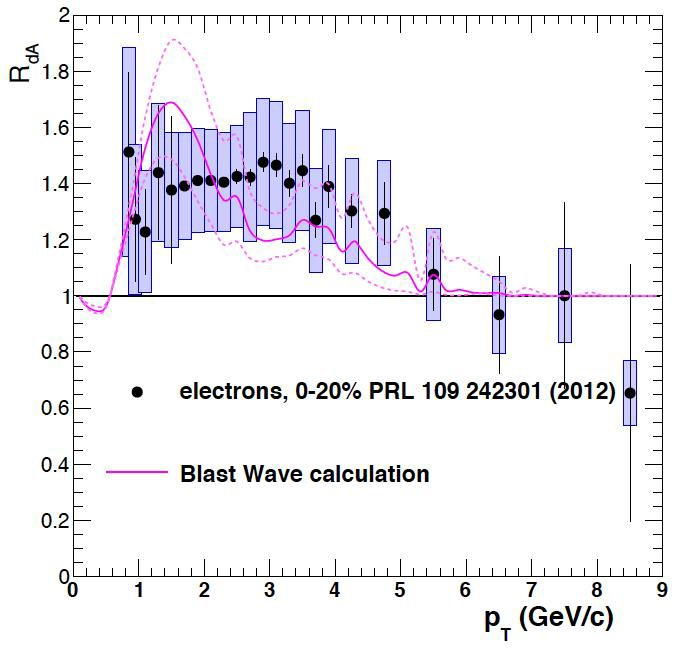 2
1.8
1.6
1.4
1.2
1
0.8
0.6
0.4
0.2
0
R_dA
electrons, 0-20% PRL 109 242301 (2012)
Blast Wave calculation
0 1 2 3 4 5 6 7 8 9
p_T (GeV/c)